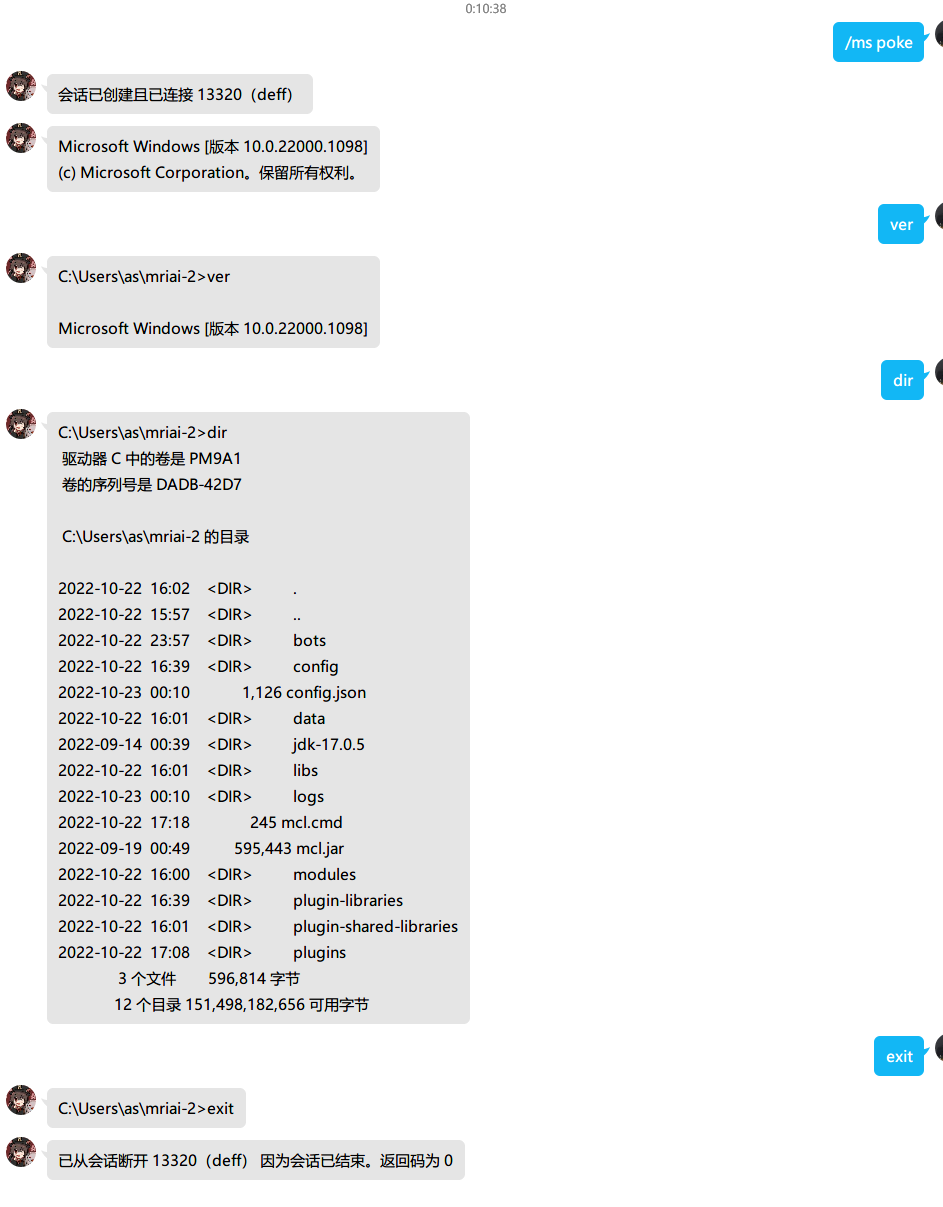 0:10:38
/ms poke
会话已创建且已连接 13320（deff）
Microsoft Windows [版本 10.0.22000.1098]
(c) Microsoft Corporation。保留所有权利。
ver
C:\Users\as\mriai-2>ver
Microsoft Windows [版本 10.0.22000.1098]
dir
C:\Users\as\mriai-2>dir
驱动器 C 中的卷是 PM9A1
卷的序列号是 DADB-42D7
C:\Users\as\mriai-2 的目录
2022-10-22  16:02    <DIR>          .
2022-10-22  15:57    <DIR>          ..
2022-10-22  23:57    <DIR>          bots
2022-10-22  16:39    <DIR>          config
2022-10-23  00:10             1,126 config.json
2022-10-22  16:01    <DIR>          data
2022-09-14  00:39    <DIR>          jdk-17.0.5
2022-10-22  16:01    <DIR>          libs
2022-10-23  00:10    <DIR>          logs
2022-10-22  17:18               245 mcl.cmd
2022-09-19  00:49           595,443 mcl.jar
2022-10-22  16:00    <DIR>          modules
2022-10-22  16:39    <DIR>          plugin-libraries
2022-10-22  16:01    <DIR>          plugin-shared-libraries
2022-10-22  17:08    <DIR>          plugins
3 个文件        596,814 字节
12 个目录 151,498,182,656 可用字节
exit
C:\Users\as\mriai-2>exit
已从会话断开 13320（deff） 因为会话已结束。返回码为 0